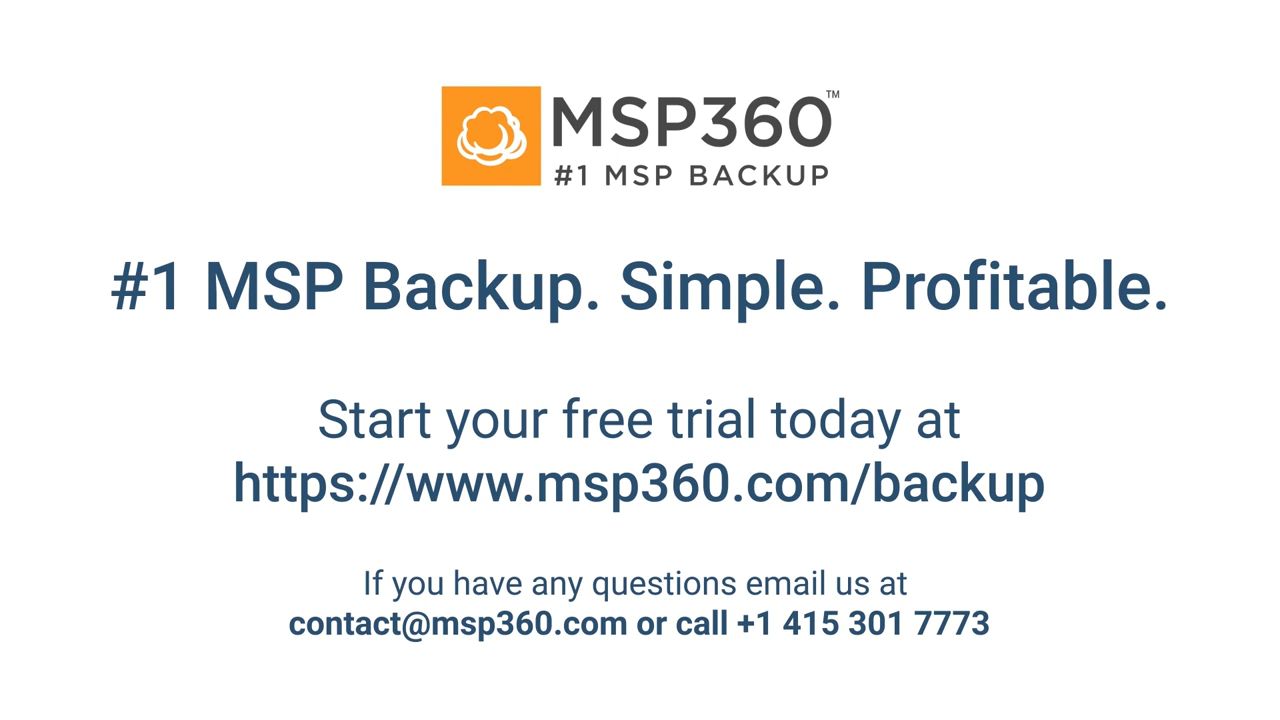 MSP360™
#1 MSP BACKUP
#1 MSP Backup. Simple. Profitable.
Start your free trial today at
https://www.msp360.com/backup
If you have any questions email us at
contact@msp360.com or call +1 415 301 7773